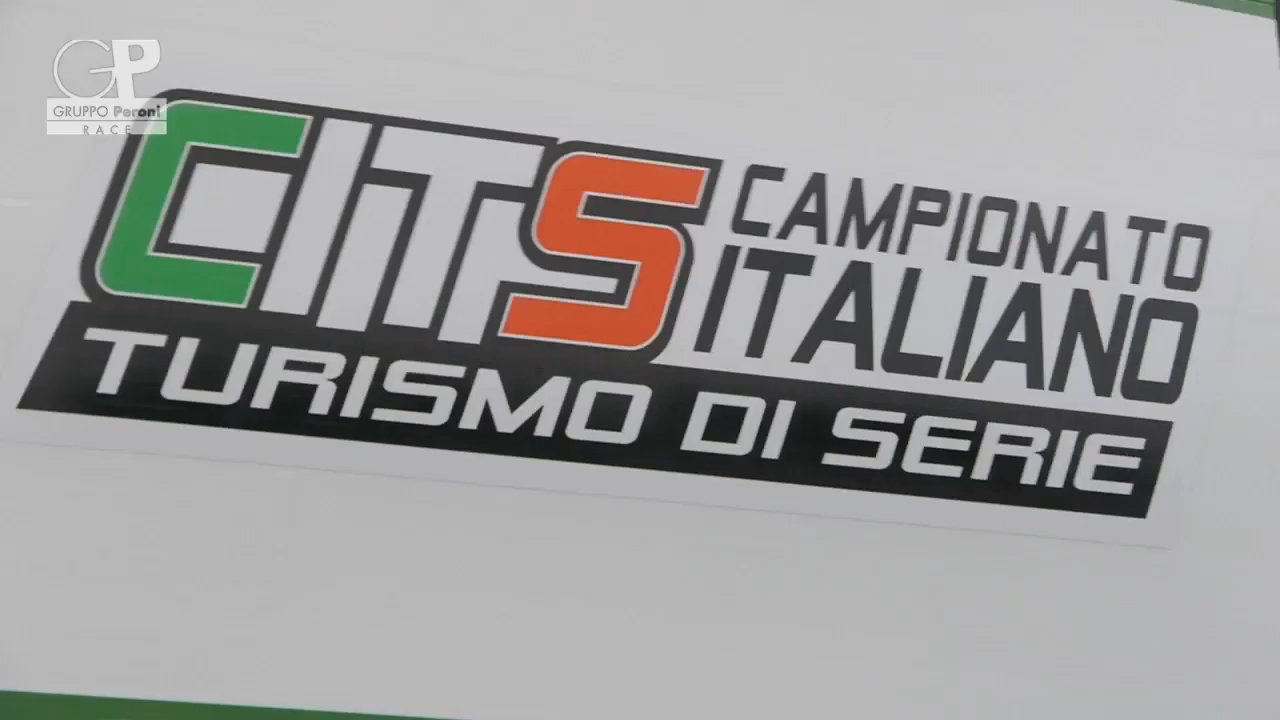 GP
GRUPPO Peroni
RACE
CITS
CAMPIONATO
ITALIANO
TURISMO DI SERIE